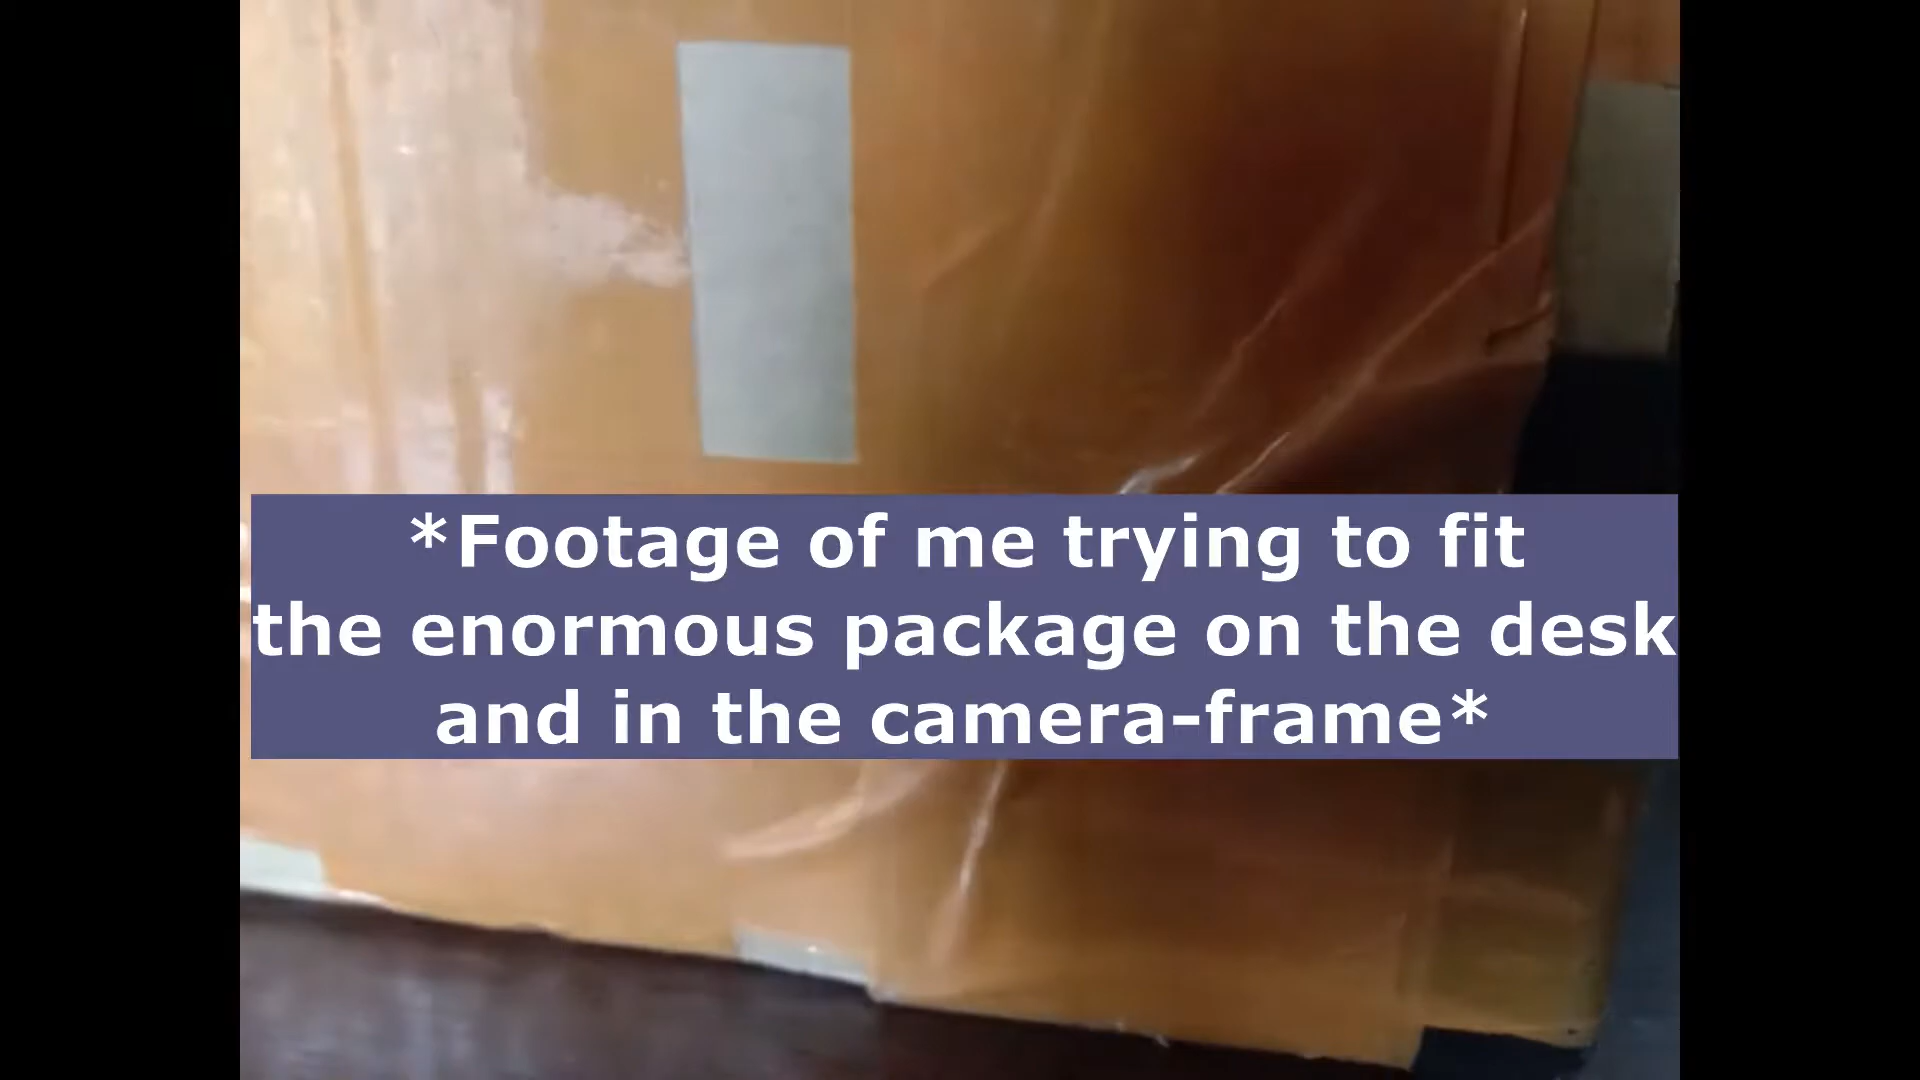 *Footage of me trying to fit
the enormous package on the desk
and in the camera-frame*